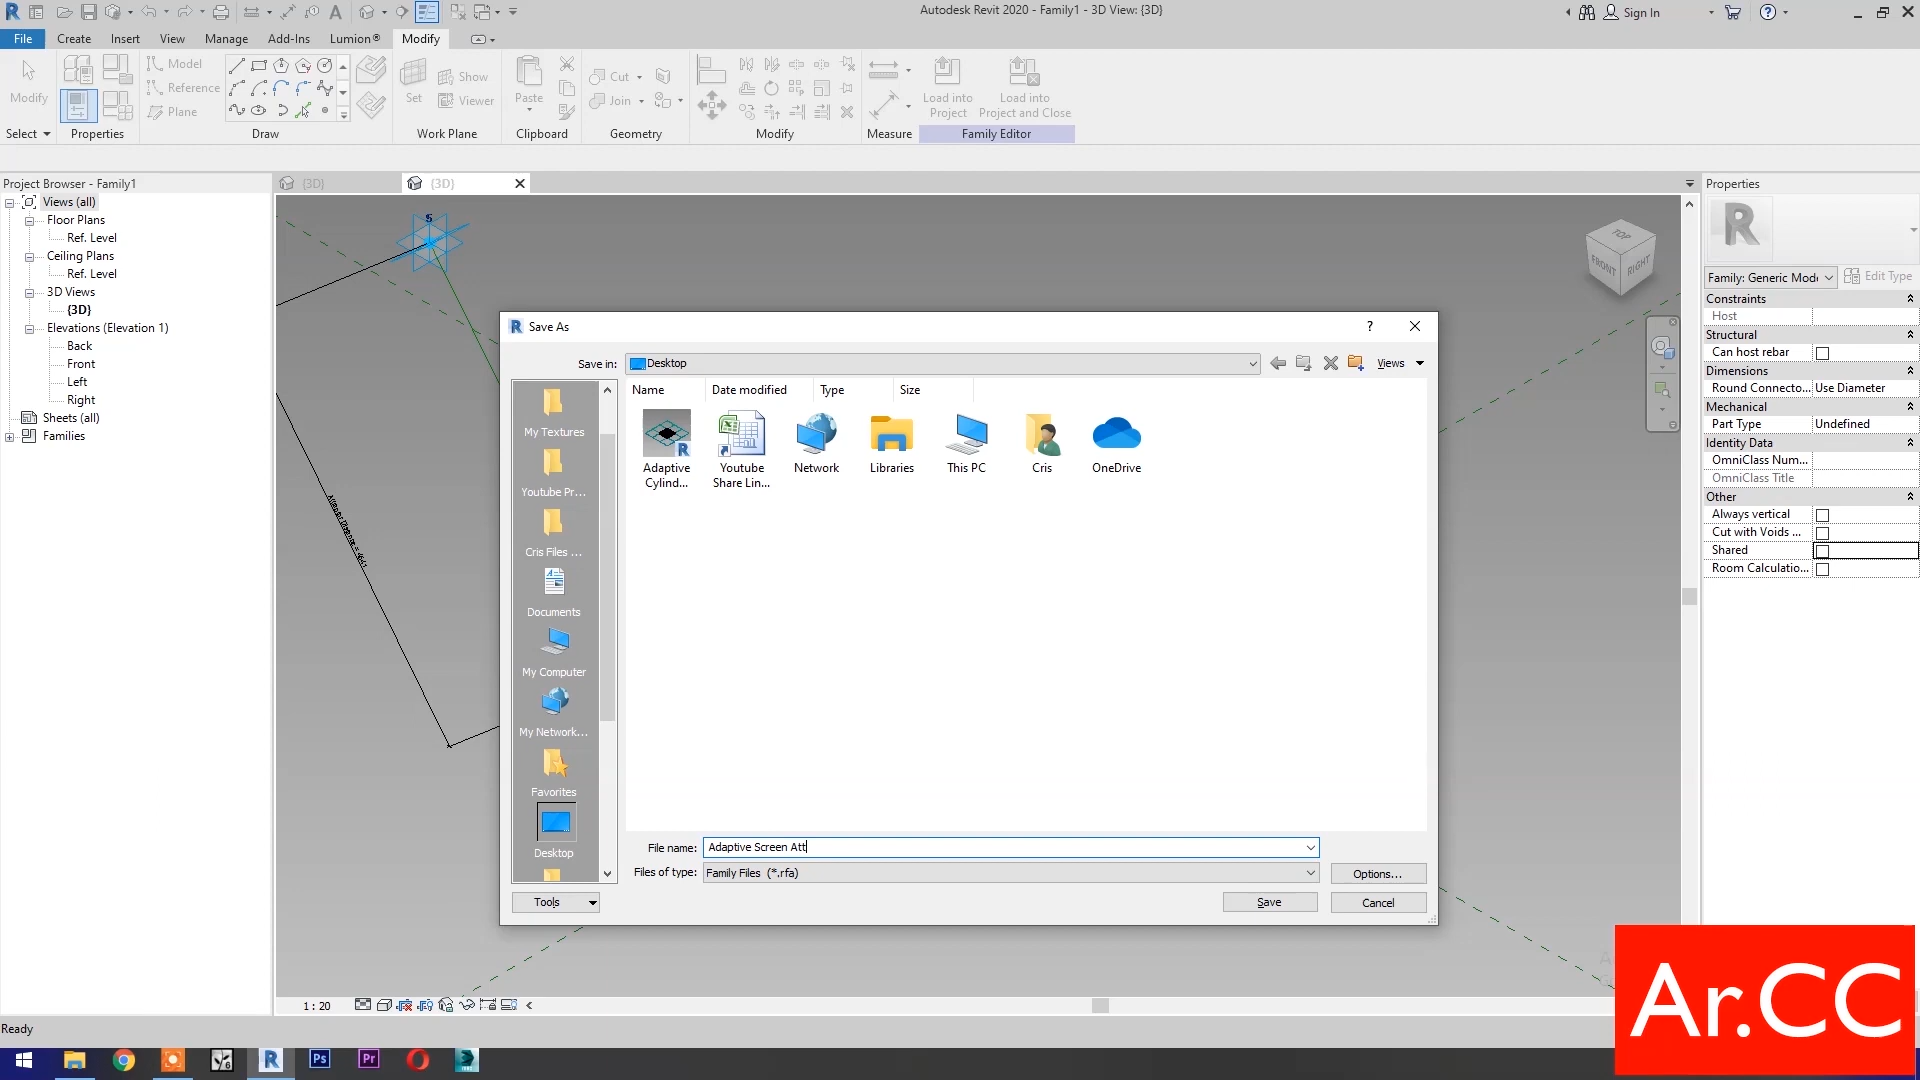 Autodesk Revit 2020 - Family1 - 3D View: {3D}
Sign In
File
Create
Insert
View
Manage
Add-Ins
Lumion®
Modify
Modify
Select
Properties
Model
Reference
Plane
Draw
Set
Show
Viewer
Work Plane
Paste
Clipboard
Cut
Join
Geometry
Modify
Measure
Load into
Project
Load into
Project and Close
Family Editor
Project Browser - Family1
Views (all)
Floor Plans
Ref. Level
Ceiling Plans
Ref. Level
3D Views
{3D}
Elevations (Elevation 1)
Back
Front
Left
Right
Sheets (all)
Families
{3D}
{3D}
5
TOP
FRONT
RIGHT
Save As
Save in:
Desktop
Views
Name
Date modified
Type
Size
My Textures
Youtube Pr...
Cris Files ...
Documents
My Computer
My Network...
Favorites
Desktop
Adaptive
Cylind...
Youtube
Share Lin...
Network
Libraries
This PC
Cris
OneDrive
File name:
Adaptive Screen Att
Files of type:
Family Files (*.rfa)
Options...
Tools
Save
Cancel
Properties
Family: Generic Mode
Edit Type
Constraints
Host
Structural
Can host rebar
Dimensions
Round Connecto...
Use Diameter
Mechanical
Part Type
Undefined
Identity Data
OmniClass Num...
OmniClass Title
Other
Always vertical
Cut with Voids ...
Shared
Room Calculatio...
1 : 20
Ready
Ps
Pr
Ar.CC